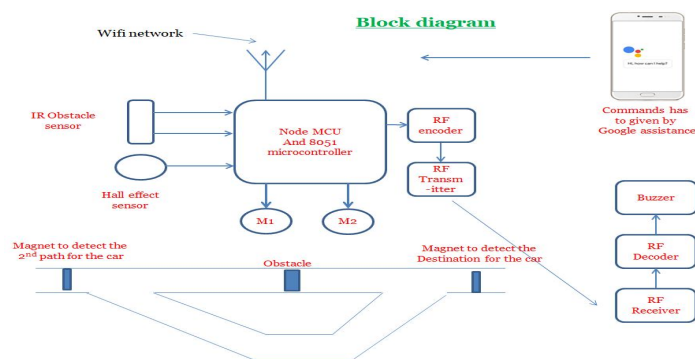 Block diagram
Wifi network
Hi, how can I help?
Commands has
to given by
Google assistance
IR Obstacle
sensor
Node MCU
And 8051
microcontroller
RF
encoder
RF
Transm
-itter
Hall effect
sensor
M1
M2
Buzzer
RF
Decoder
RF
Receiver
Magnet to detect the
2nd path for the car
Obstacle
Magnet to detect the
Destination for the car